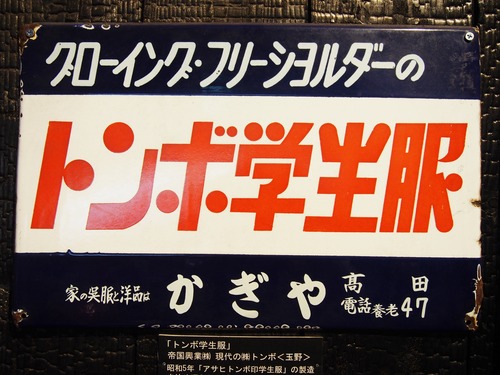 グローイング・フリーショルダーの
トンボ学生服
家の呉服と洋品は かぎや 高田 電話養老47
「トンボ学生服」
帝国興業㈱ 現代の㈱トンボ<玉野>
昭和5年「アサヒトンボ印学生服」の製造